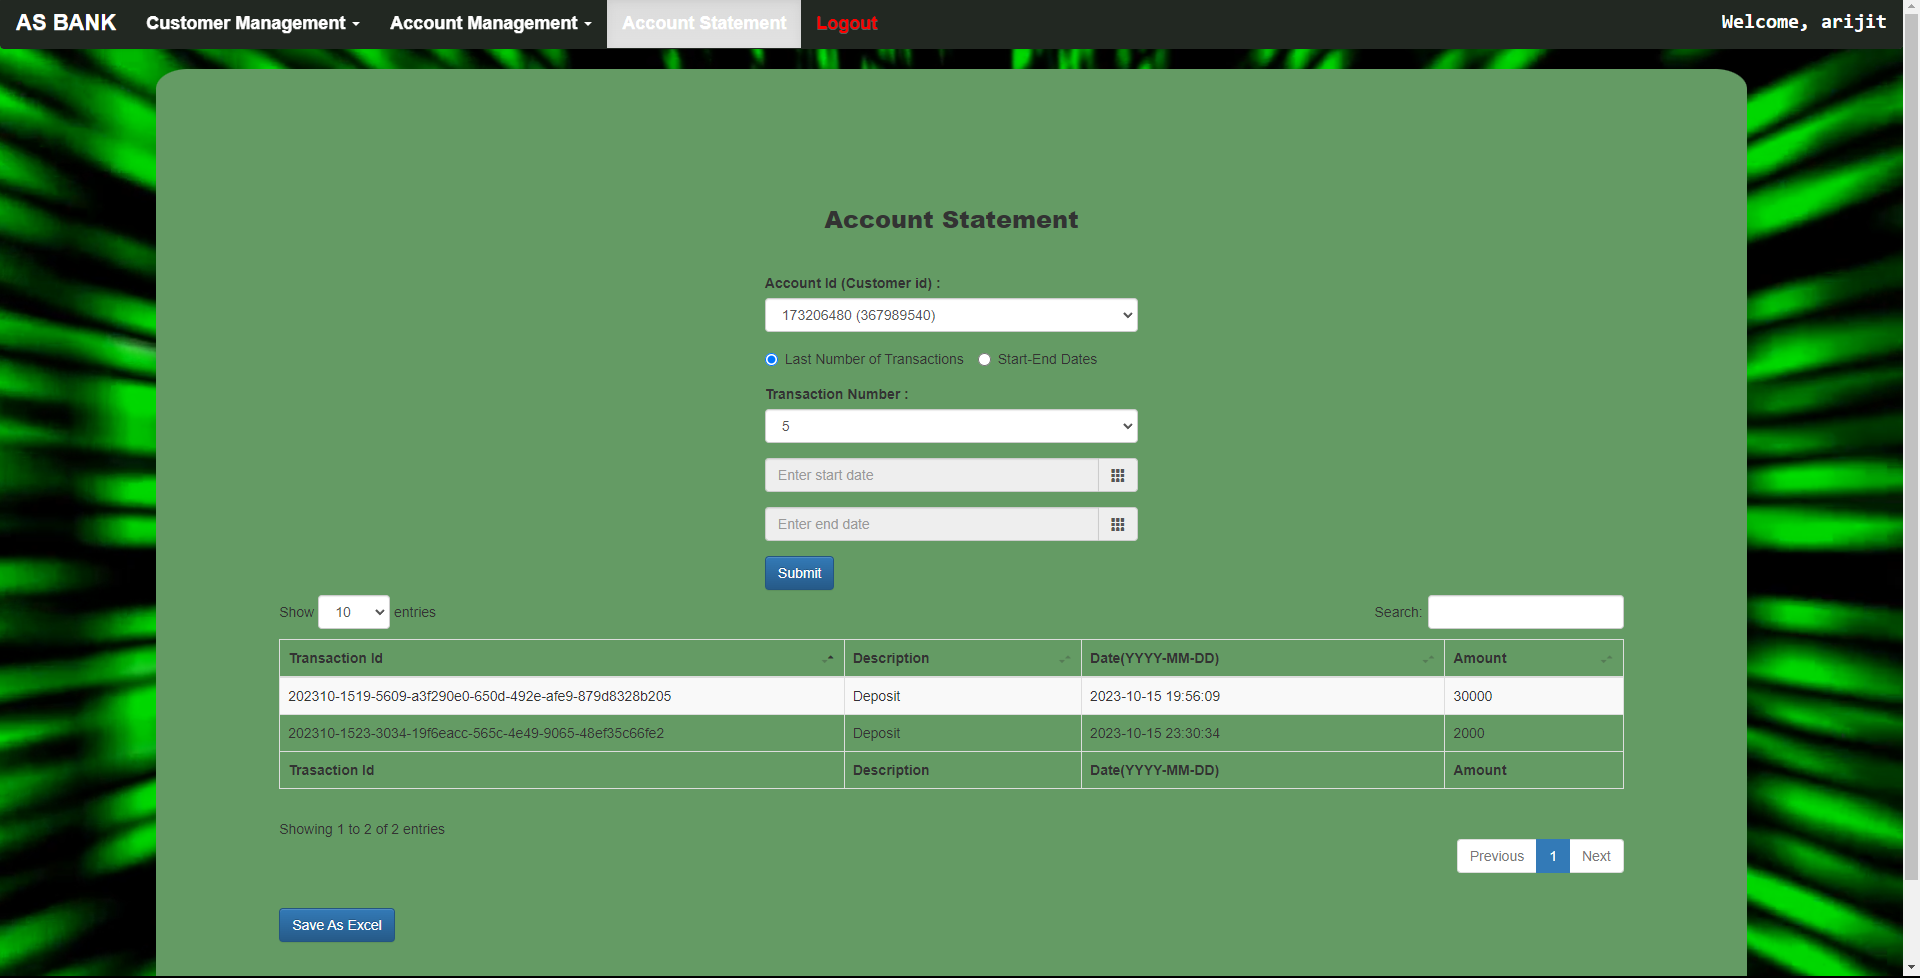 AS BANK Customer Management Account Management Account Statement Logout Welcome, arijit
Account Statement
Account Id (Customer id) :
173206480 (367989540)
Last Number of Transactions Start-End Dates
Transaction Number :
5
Enter start date
Enter end date
Submit
Show 10 entries Search:
Transaction Id Description Date(YYYY-MM-DD) Amount
202310-1519-5609-a3f290e0-650d-492e-afe9-879d8328b205 Deposit 2023-10-15 19:56:09 30000
202310-1523-3034-19f6eacc-565c-4e49-9065-48ef35c66fe2 Deposit 2023-10-15 23:30:34 2000
Trasaction Id Description Date(YYYY-MM-DD) Amount
Showing 1 to 2 of 2 entries
Previous 1 Next
Save As Excel